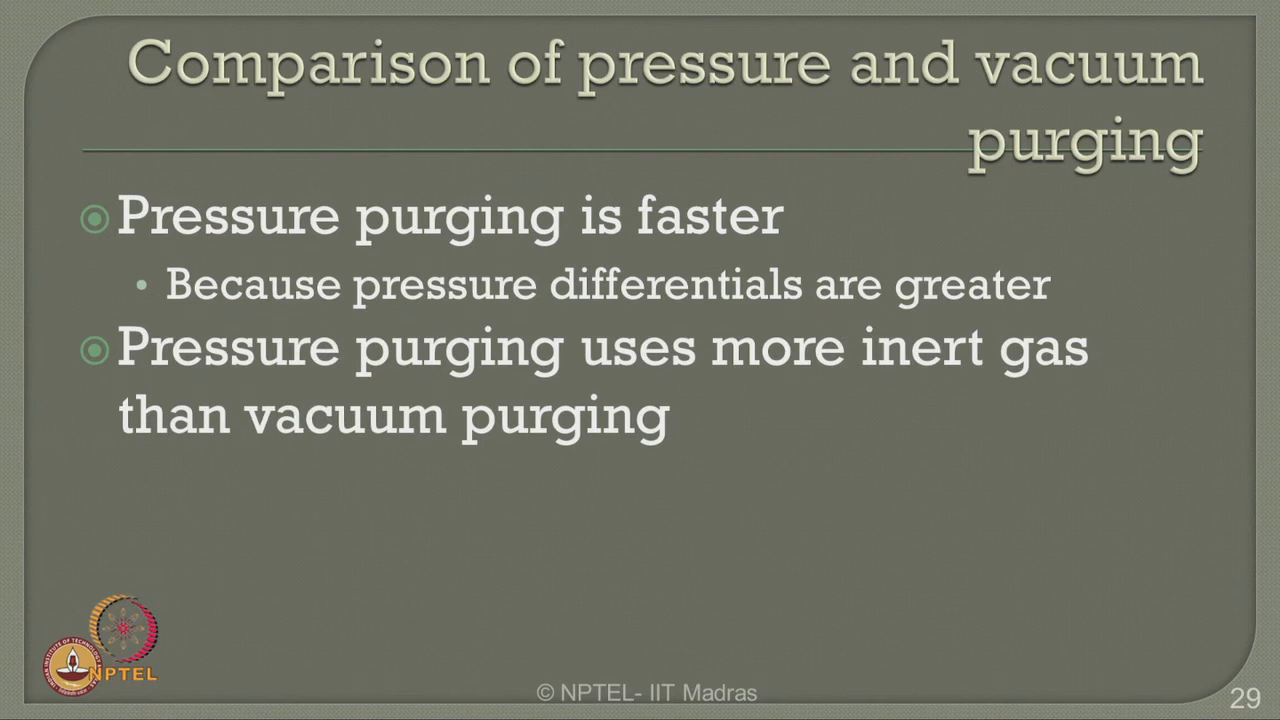 Comparison of pressure and vacuum
purging
Pressure purging is faster
• Because pressure differentials are greater
Pressure purging uses more inert gas
than vacuum purging
NPTEL
© NPTEL- IIT Madras
29